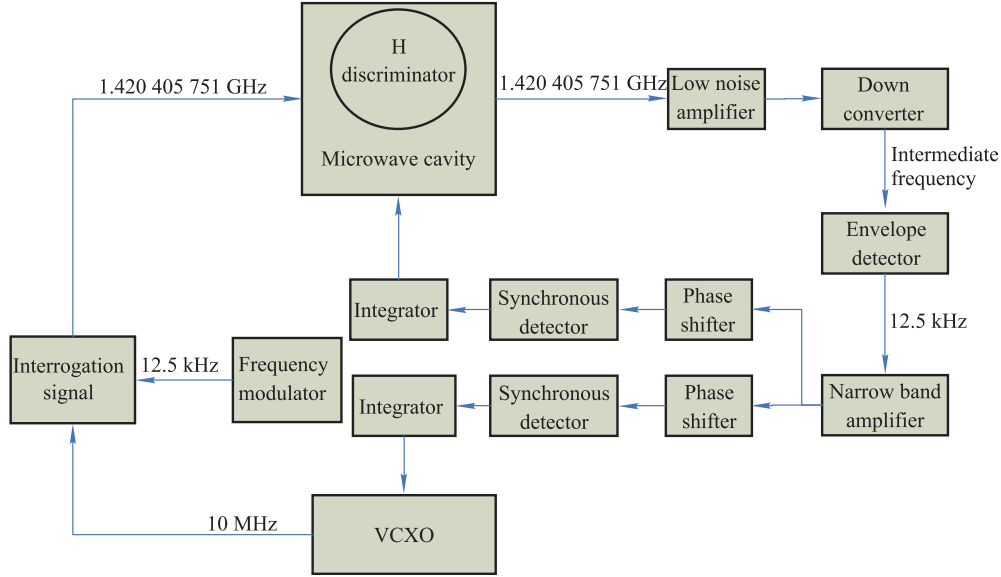 H
discriminator
Microwave cavity
1.420 405 751 GHz
1.420 405 751 GHz
Low noise
amplifier
Down
converter
Intermediate
frequency
Envelope
detector
12.5 kHz
Narrow band
amplifier
Phase
shifter
Synchronous
detector
Integrator
Phase
shifter
Synchronous
detector
Integrator
Interrogation
signal
12.5 kHz
Frequency
modulator
10 MHz
VCXO